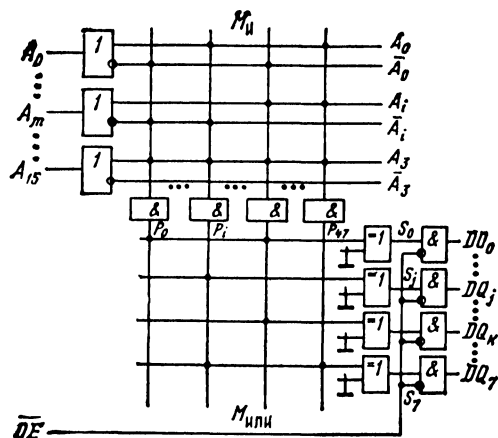 Mи
A₀ 1 A₀
Ā₀
Aₘ 1 Aᵢ
Āᵢ
A₁₅ 1 A₃
Ā₃
... ... ...
& & & &
P₀ Pᵢ P₄₇
=1 S₀ & DO₀
=1 Sⱼ & DQⱼ
=1 & DQₖ
=1 & DQ₇
S₇
Mили
OE̅